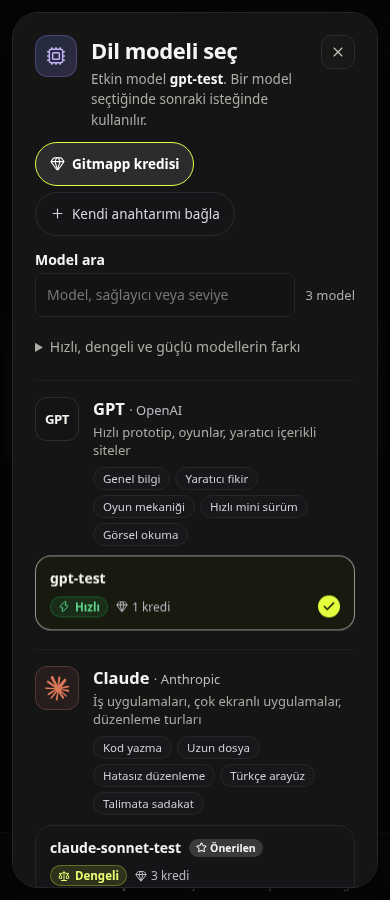 Dil modeli seç
Etkin model gpt-test. Bir model
seçtiğinde sonraki isteğinde
kullanılır.
Gitmapp kredisi
Kendi anahtarımı bağla
Model ara
Model, sağlayıcı veya seviye
3 model
Hızlı, dengeli ve güçlü modellerin farkı
GPT
GPT · OpenAI
Hızlı prototip, oyunlar, yaratıcı içerikli
siteler
Genel bilgi
Yaratıcı fikir
Oyun mekaniği
Hızlı mini sürüm
Görsel okuma
gpt-test
Hızlı
1 kredi
Claude · Anthropic
İş uygulamaları, çok ekranlı uygulamalar,
düzenleme turları
Kod yazma
Uzun dosya
Hatasız düzenleme
Türkçe arayüz
Talimata sadakat
claude-sonnet-test
Önerilen
Dengeli
3 kredi